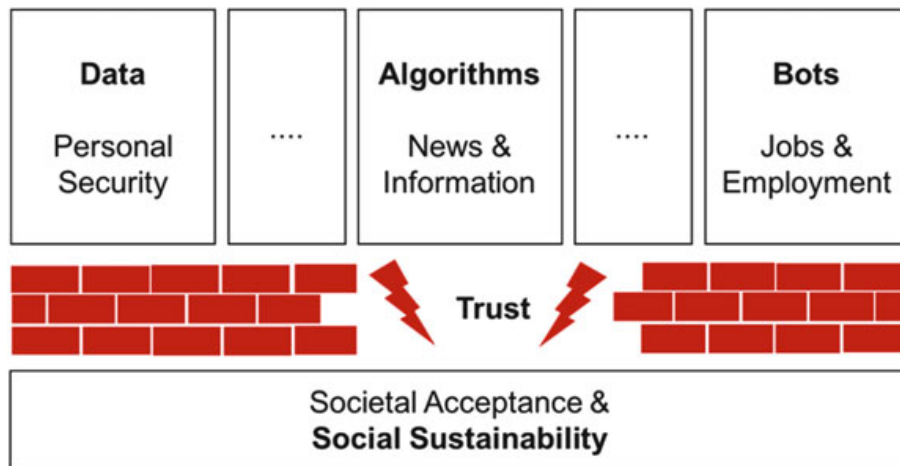 Data
Personal
Security
....
Algorithms
News &
Information
....
Bots
Jobs &
Employment
Trust
Societal Acceptance &
Social Sustainability